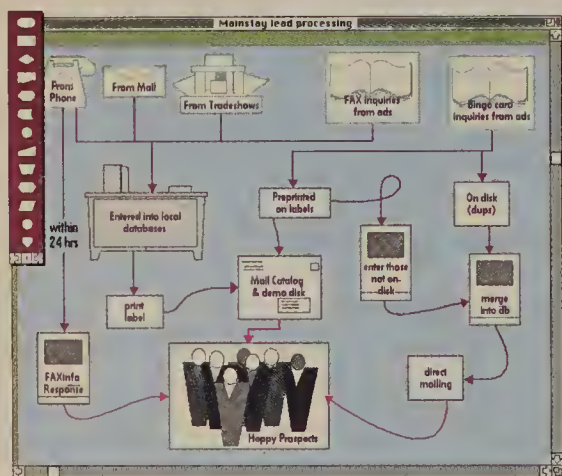 Mainstay lead processing
From
Phone
From Mail
From Tradeshows
FAX inquiries
from ads
Bingo card
inquiries from ads
within
24 hrs
Entered into local
databases
Preprinted
on labels
On disk
(dups)
print
label
Mail Catalog
& demo disk
enter those
not on-
disk
merge
into db
FAXinfo
Response
direct
mailing
Happy Prospects